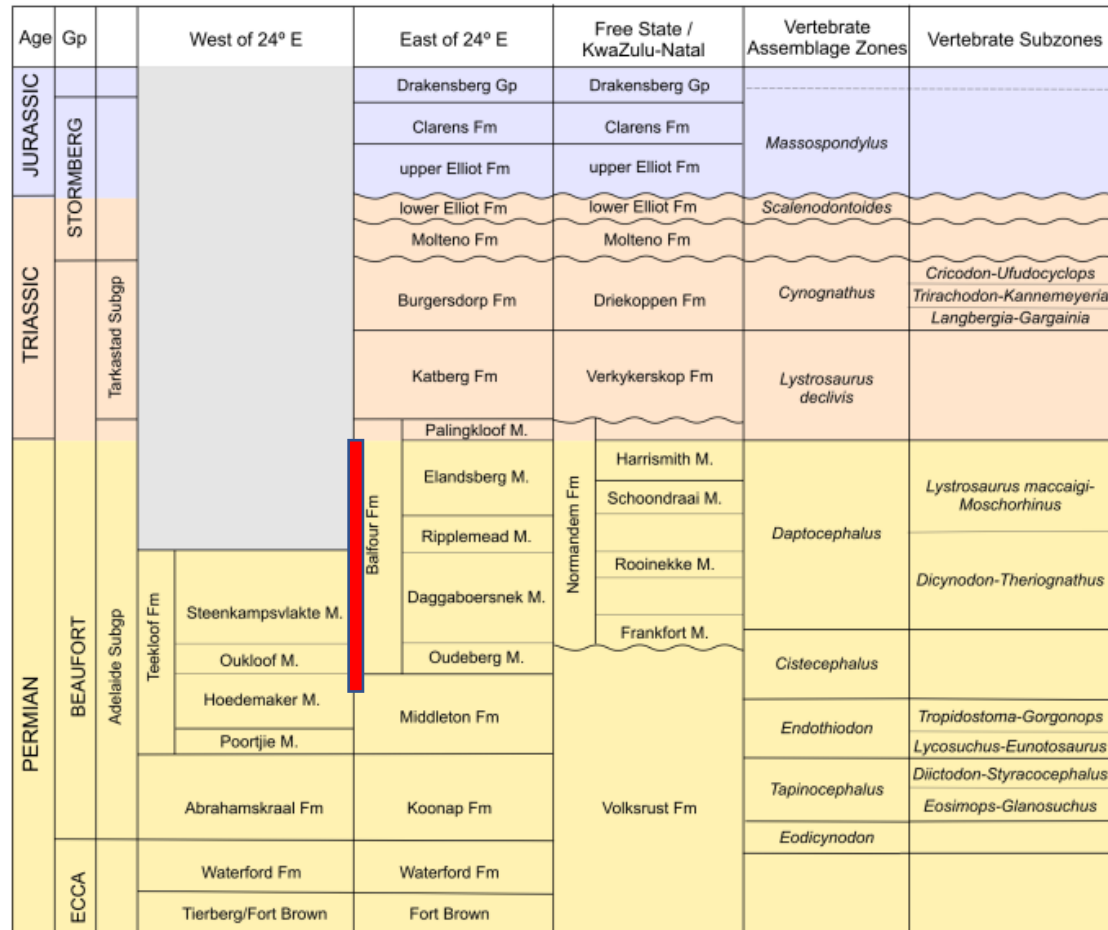 Age
Gp
West of 24º E
East of 24º E
Free State /
KwaZulu-Natal
Vertebrate
Assemblage Zones
Vertebrate Subzones
JURASSIC
TRIASSIC
PERMIAN
STORMBERG
BEAUFORT
ECCA
Tarkastad Subgp
Adelaide Subgp
Teekloof Fm
Steenkampsvlakte M.
Oukloof M.
Hoedemaker M.
Poortjie M.
Abrahamskraal Fm
Waterford Fm
Tierberg/Fort Brown
Drakensberg Gp
Clarens Fm
upper Elliot Fm
lower Elliot Fm
Molteno Fm
Burgersdorp Fm
Katberg Fm
Balfour Fm
Palingkloof M.
Elandsberg M.
Ripplemead M.
Daggaboersnek M.
Oudeberg M.
Middleton Fm
Koonap Fm
Waterford Fm
Fort Brown
Drakensberg Gp
Clarens Fm
upper Elliot Fm
lower Elliot Fm
Molteno Fm
Driekoppen Fm
Verkykerskop Fm
Normandem Fm
Harrismith M.
Schoondraai M.
Rooinekke M.
Frankfort M.
Volksrust Fm
Massospondylus
Scalenodontoides
Cynognathus
Lystrosaurus
declivis
Daptocephalus
Cistecephalus
Endothiodon
Tapinocephalus
Eodicynodon
Cricodon-Ufudocyclops
Trirachodon-Kannemeyeria
Langbergia-Gargainia
Lystrosaurus maccaigi-
Moschorhinus
Dicynodon-Theriognathus
Tropidostoma-Gorgonops
Lycosuchus-Eunotosaurus
Diictodon-Styracocephalus
Eosimops-Glanosuchus